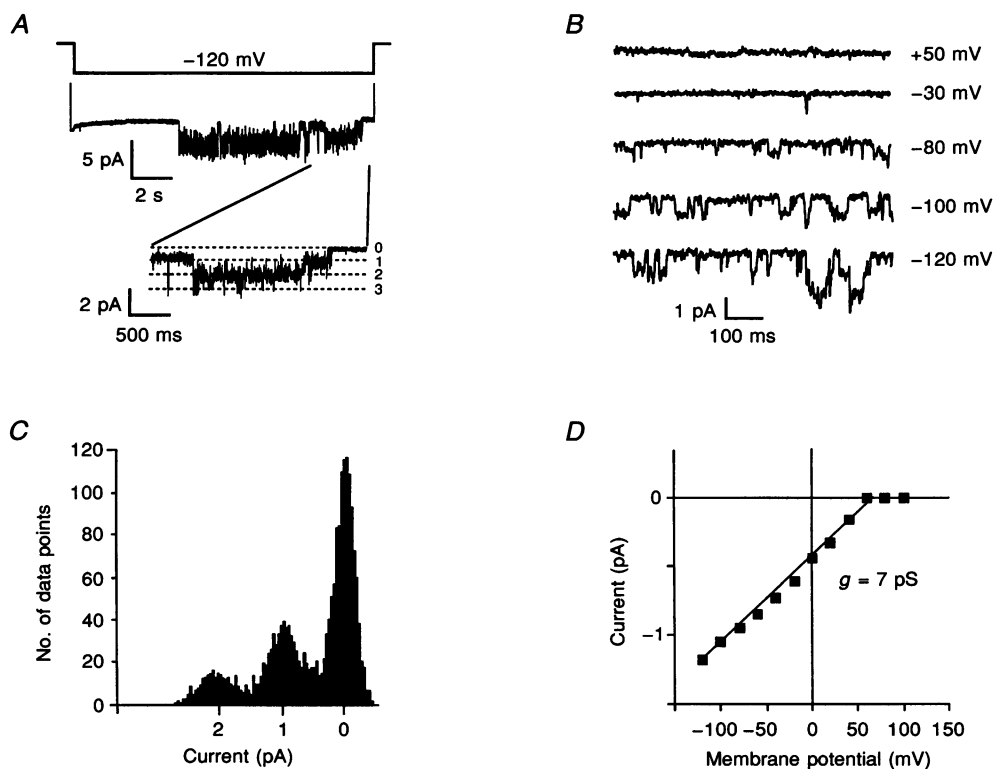 A
−120 mV
5 pA
2 s
0
1
2
3
2 pA
500 ms
B
+50 mV
−30 mV
−80 mV
−100 mV
−120 mV
1 pA
100 ms
C
120
100
80
60
40
20
0
No. of data points
2 1 0
Current (pA)
D
0
−1
Current (pA)
g = 7 pS
−100 −50 0 50 100 150
Membrane potential (mV)